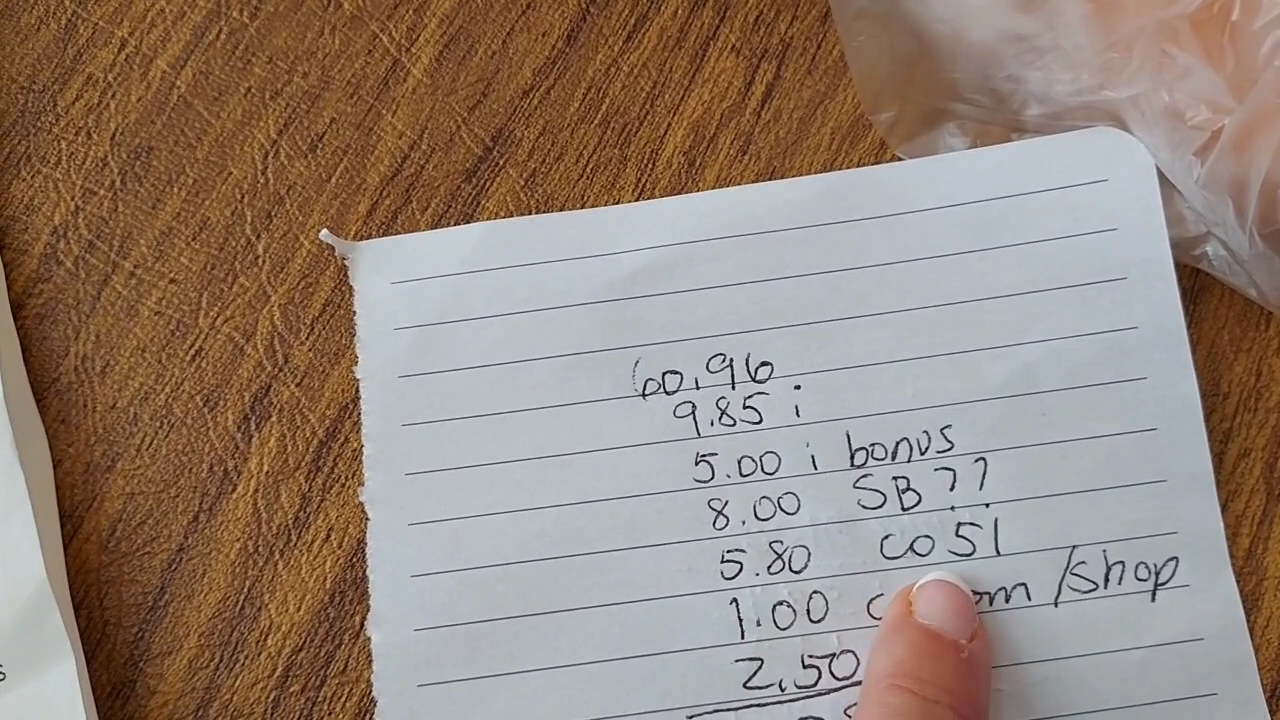 60.96
9.85 i
5.00 i bonus
8.00 SB??
5.80 CO51
1.00 /shop
2.50